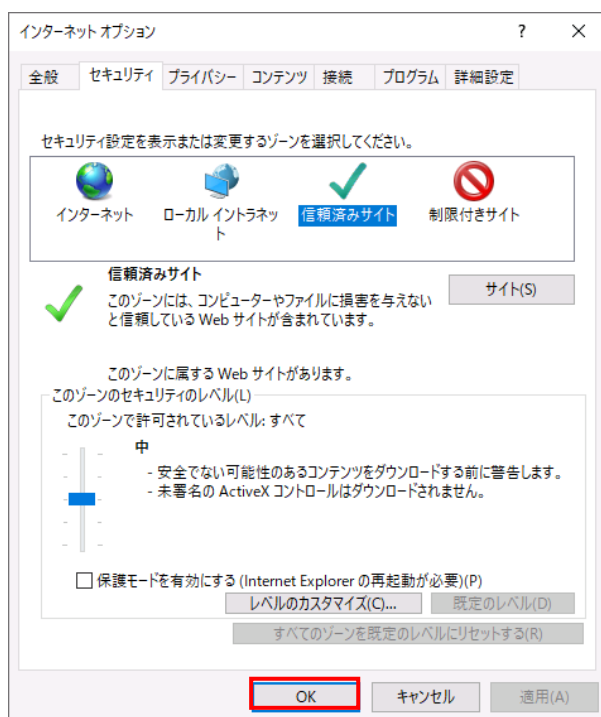 インターネット オプション ? ×
全般 セキュリティ プライバシー コンテンツ 接続 プログラム 詳細設定
セキュリティ設定を表示または変更するゾーンを選択してください。
インターネット ローカル イントラネッ 信頼済みサイト 制限付きサイト
ト
信頼済みサイト
サイト(S)
このゾーンには、コンピューターやファイルに損害を与えない
と信頼している Web サイトが含まれています。
このゾーンに属する Web サイトがあります。
このゾーンのセキュリティのレベル(L)
このゾーンで許可されているレベル: すべて
中
- 安全でない可能性のあるコンテンツをダウンロードする前に警告します。
- 未署名の ActiveX コントロールはダウンロードされません。
保護モードを有効にする (Internet Explorer の再起動が必要)(P)
レベルのカスタマイズ(C)... 既定のレベル(D)
すべてのゾーンを既定のレベルにリセットする(R)
OK キャンセル 適用(A)